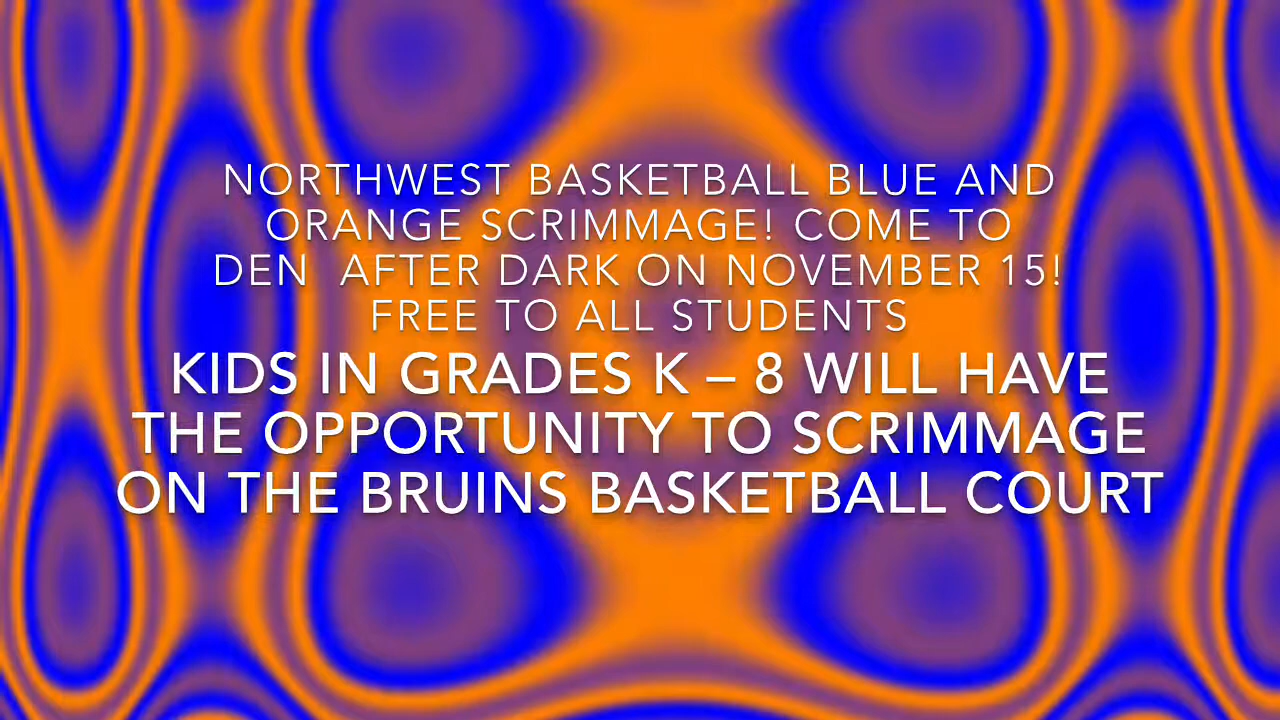 NORTHWEST BASKETBALL BLUE AND
ORANGE SCRIMMAGE! COME TO
DEN  AFTER DARK ON NOVEMBER 15!
FREE TO ALL STUDENTS
KIDS IN GRADES K – 8 WILL HAVE
THE OPPORTUNITY TO SCRIMMAGE
ON THE BRUINS BASKETBALL COURT